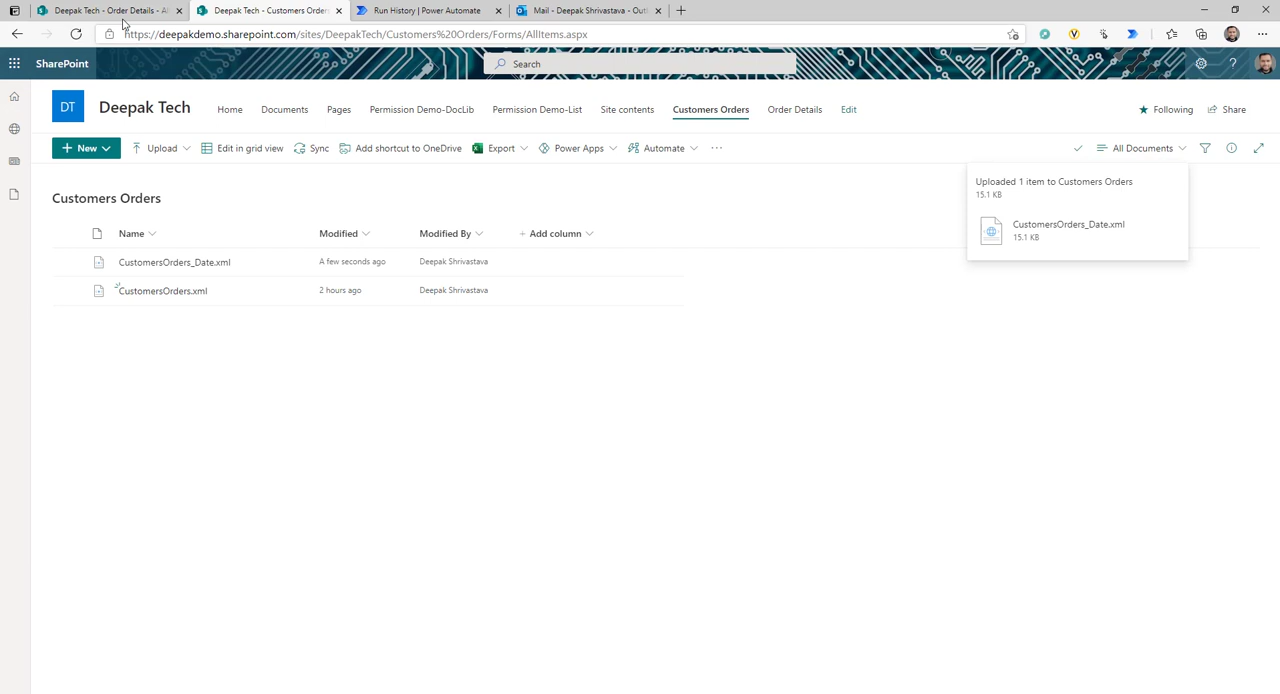 Deepak Tech - Order Details - Al
Deepak Tech - Customers Orders
Run History | Power Automate
Mail - Deepak Shrivastava - Outl
https://deepakdemo.sharepoint.com/sites/DeepakTech/Customers%20Orders/Forms/AllItems.aspx
SharePoint
Search
DT
Deepak Tech
Home
Documents
Pages
Permission Demo-DocLib
Permission Demo-List
Site contents
Customers Orders
Order Details
Edit
Following
Share
New
Upload
Edit in grid view
Sync
Add shortcut to OneDrive
Export
Power Apps
Automate
All Documents
Uploaded 1 item to Customers Orders
15.1 KB
CustomersOrders_Date.xml
15.1 KB
Customers Orders
Name
Modified
Modified By
+ Add column
CustomersOrders_Date.xml
A few seconds ago
Deepak Shrivastava
CustomersOrders.xml
2 hours ago
Deepak Shrivastava